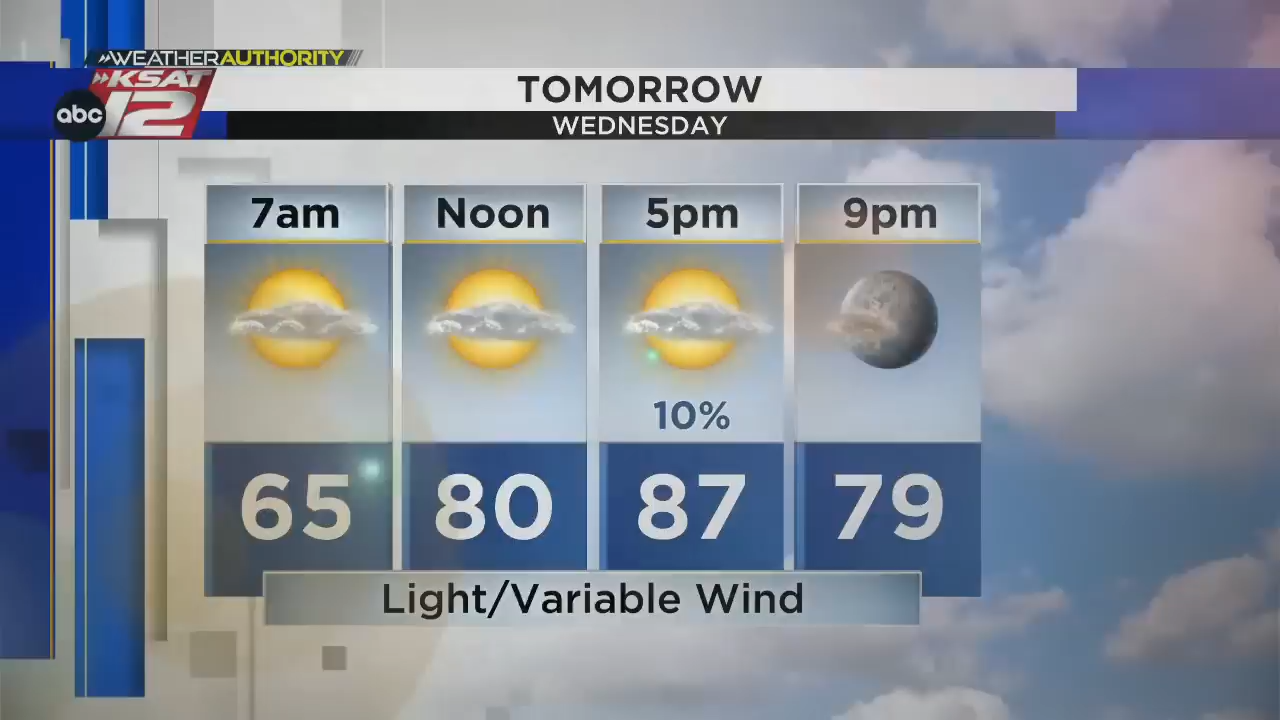 WEATHERAUTHORITY
KSAT
abc 12
TOMORROW
WEDNESDAY
7am Noon 5pm 9pm
10%
65 80 87 79
Light/Variable Wind